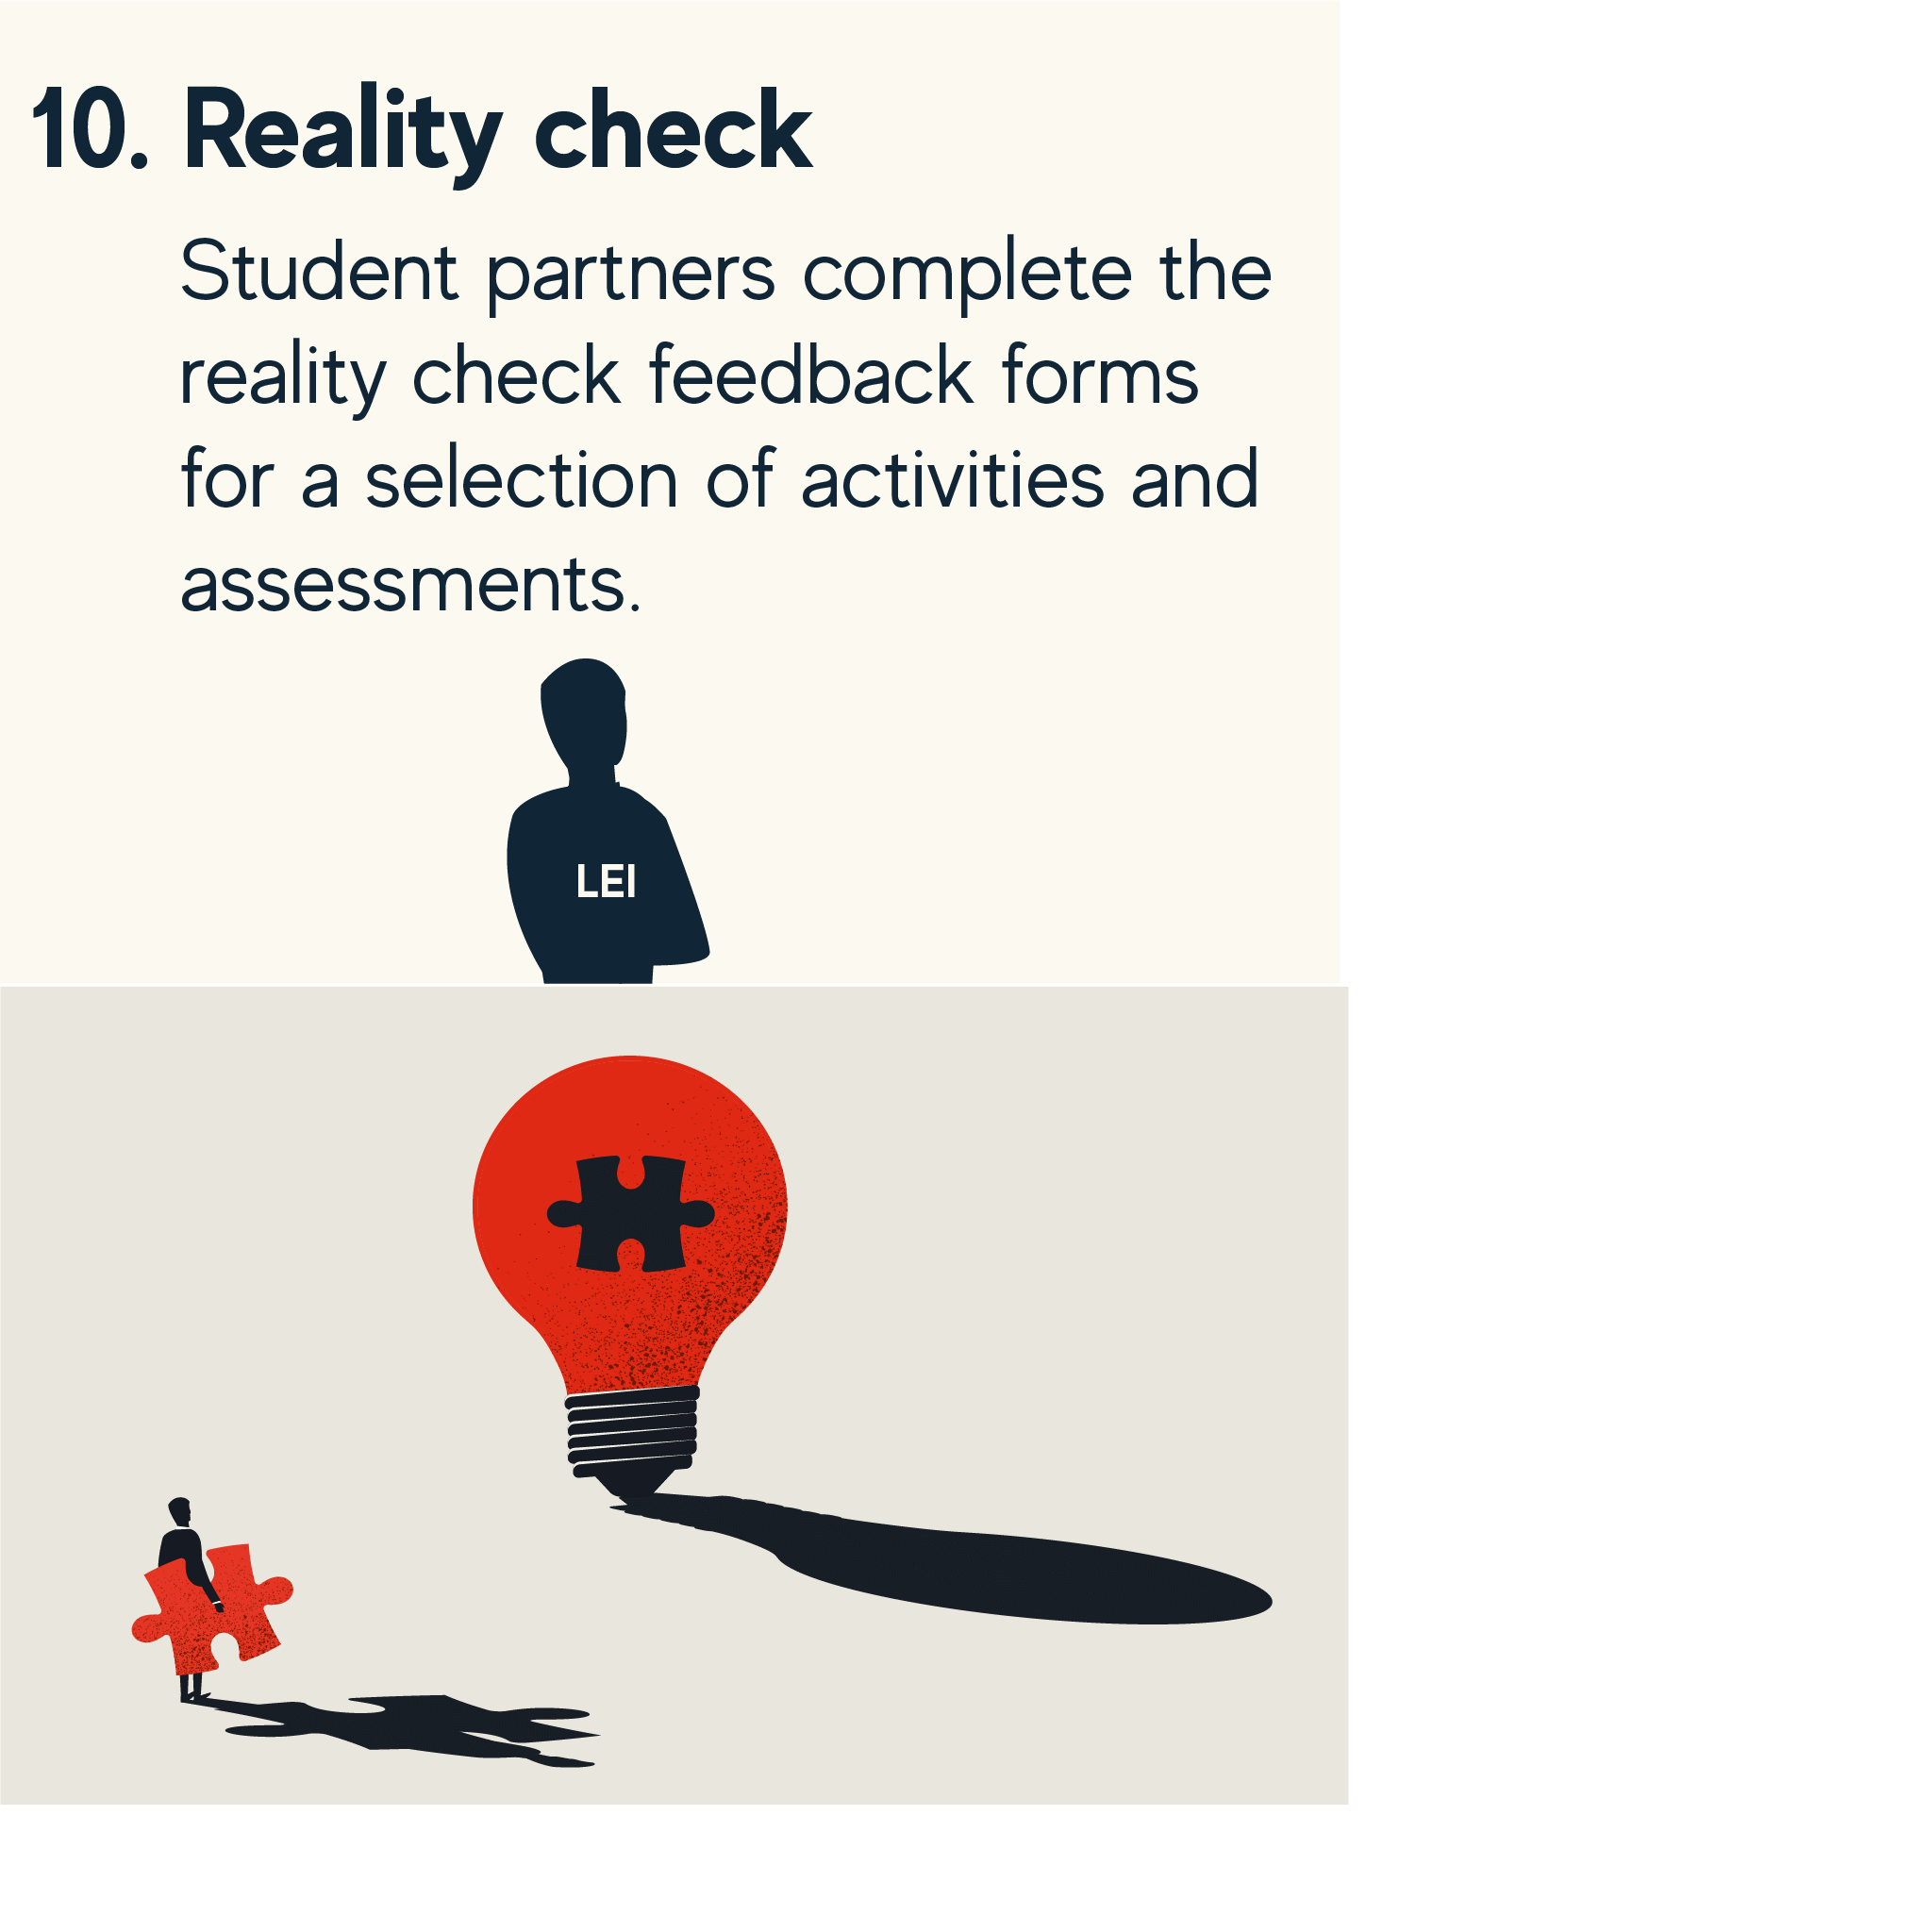 10. Reality check
Student partners complete the
reality check feedback forms
for a selection of activities and
assessments.
LEI